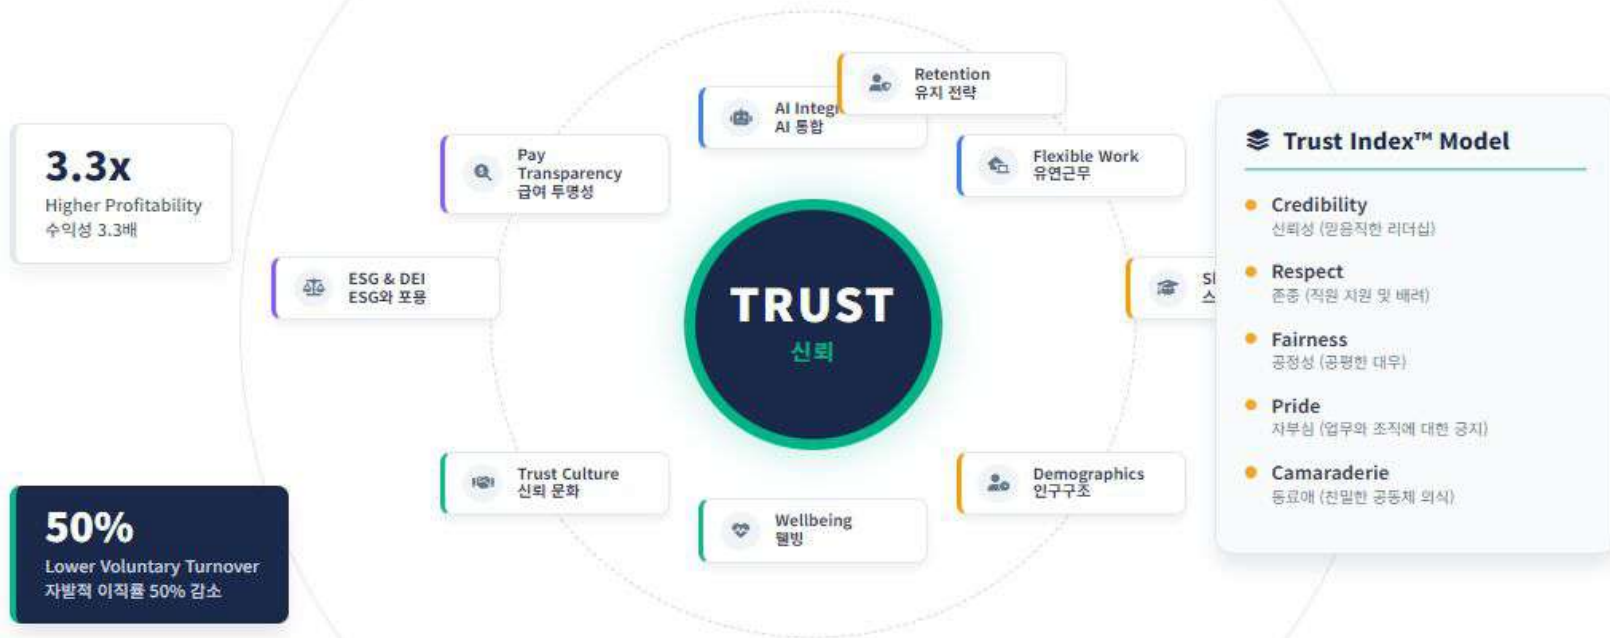 3.3x
Higher Profitability
수익성 3.3배
50%
Lower Voluntary Turnover
자발적 이직률 50% 감소
Retention
유지 전략
AI Integr
AI 통합
Pay
Transparency
급여 투명성
Flexible Work
유연근무
ESG & DEI
ESG와 포용
TRUST
신뢰
스
Trust Culture
신뢰 문화
Demographics
인구구조
Wellbeing
웰빙
Trust Index™ Model
Credibility
신뢰성 (믿음직한 리더십)
Respect
존중 (직원 지원 및 배려)
Fairness
공정성 (공평한 대우)
Pride
자부심 (업무와 조직에 대한 긍지)
Camaraderie
동료애 (친밀한 공동체 의식)